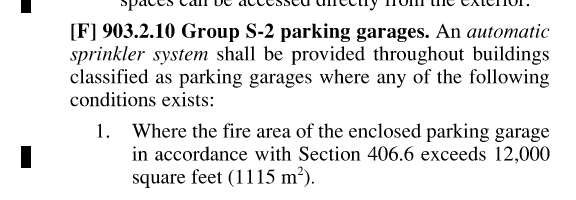 spaces can be accessed directly from the exterior.
[F] 903.2.10 Group S-2 parking garages. An automatic
sprinkler system shall be provided throughout buildings
classified as parking garages where any of the following
conditions exists:
1. Where the fire area of the enclosed parking garage
in accordance with Section 406.6 exceeds 12,000
square feet (1115 m²).